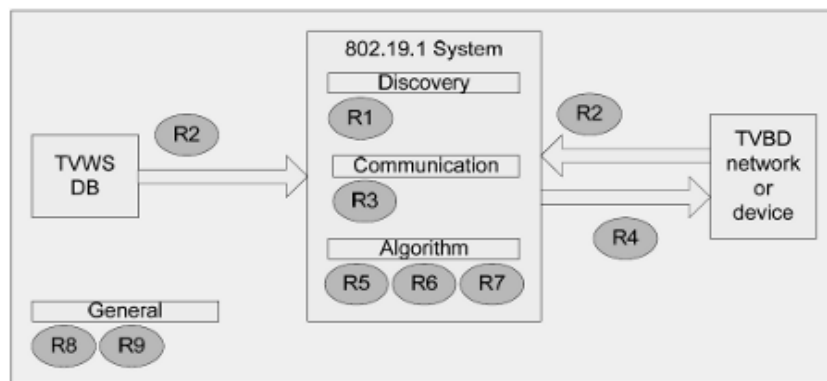 802.19.1 System
Discovery
R1
R2
R2
TVWS
DB
Communication
R3
TVBD
network
or
device
R4
Algorithm
R5 R6 R7
General
R8 R9